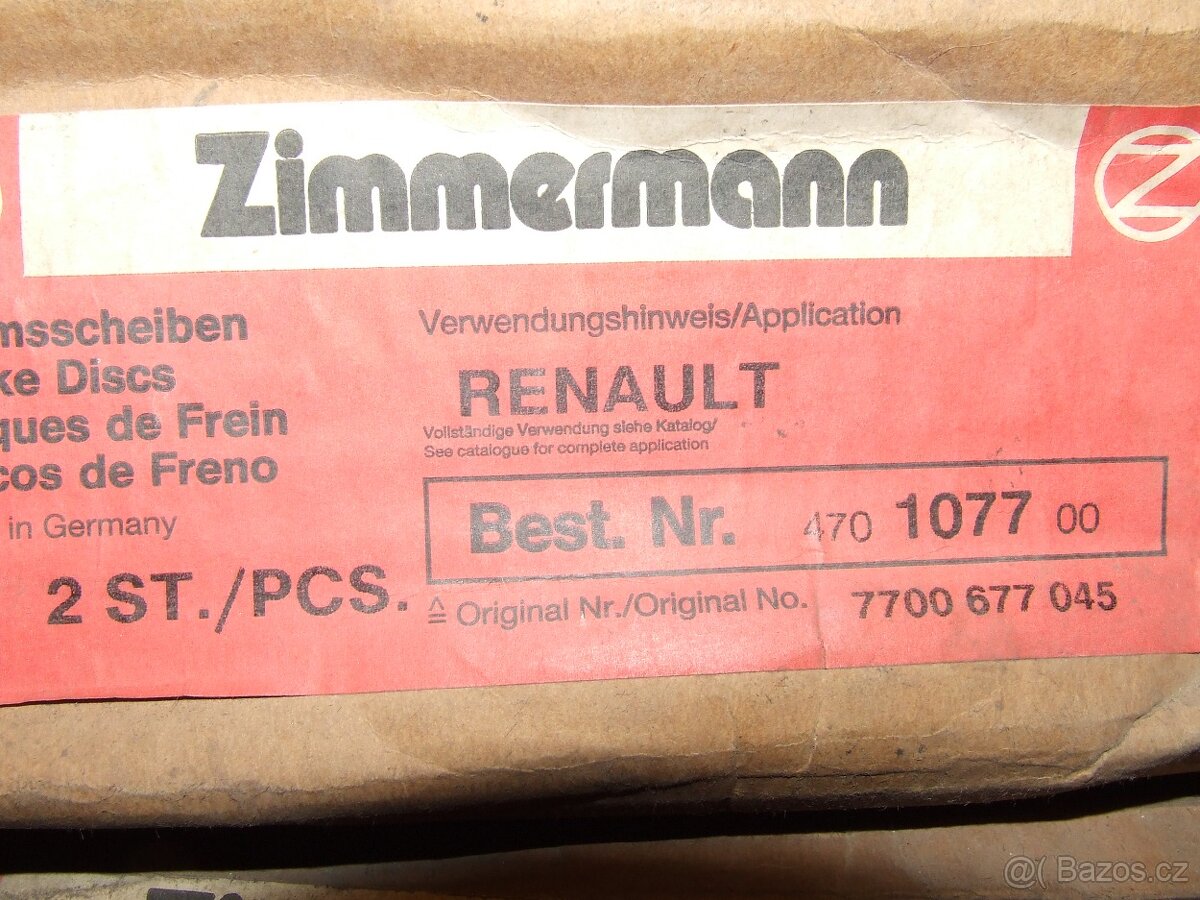 Zimmermann
Z
msscheiben
ke Discs
ques de Frein
cos de Freno
in Germany
2 ST./PCS.
Verwendungshinweis/Application
RENAULT
Vollständige Verwendung siehe Katalog/
See catalogue for complete application
Best. Nr. 470 1077 00
≙ Original Nr./Original No. 7700 677 045
@( Bazos.cz